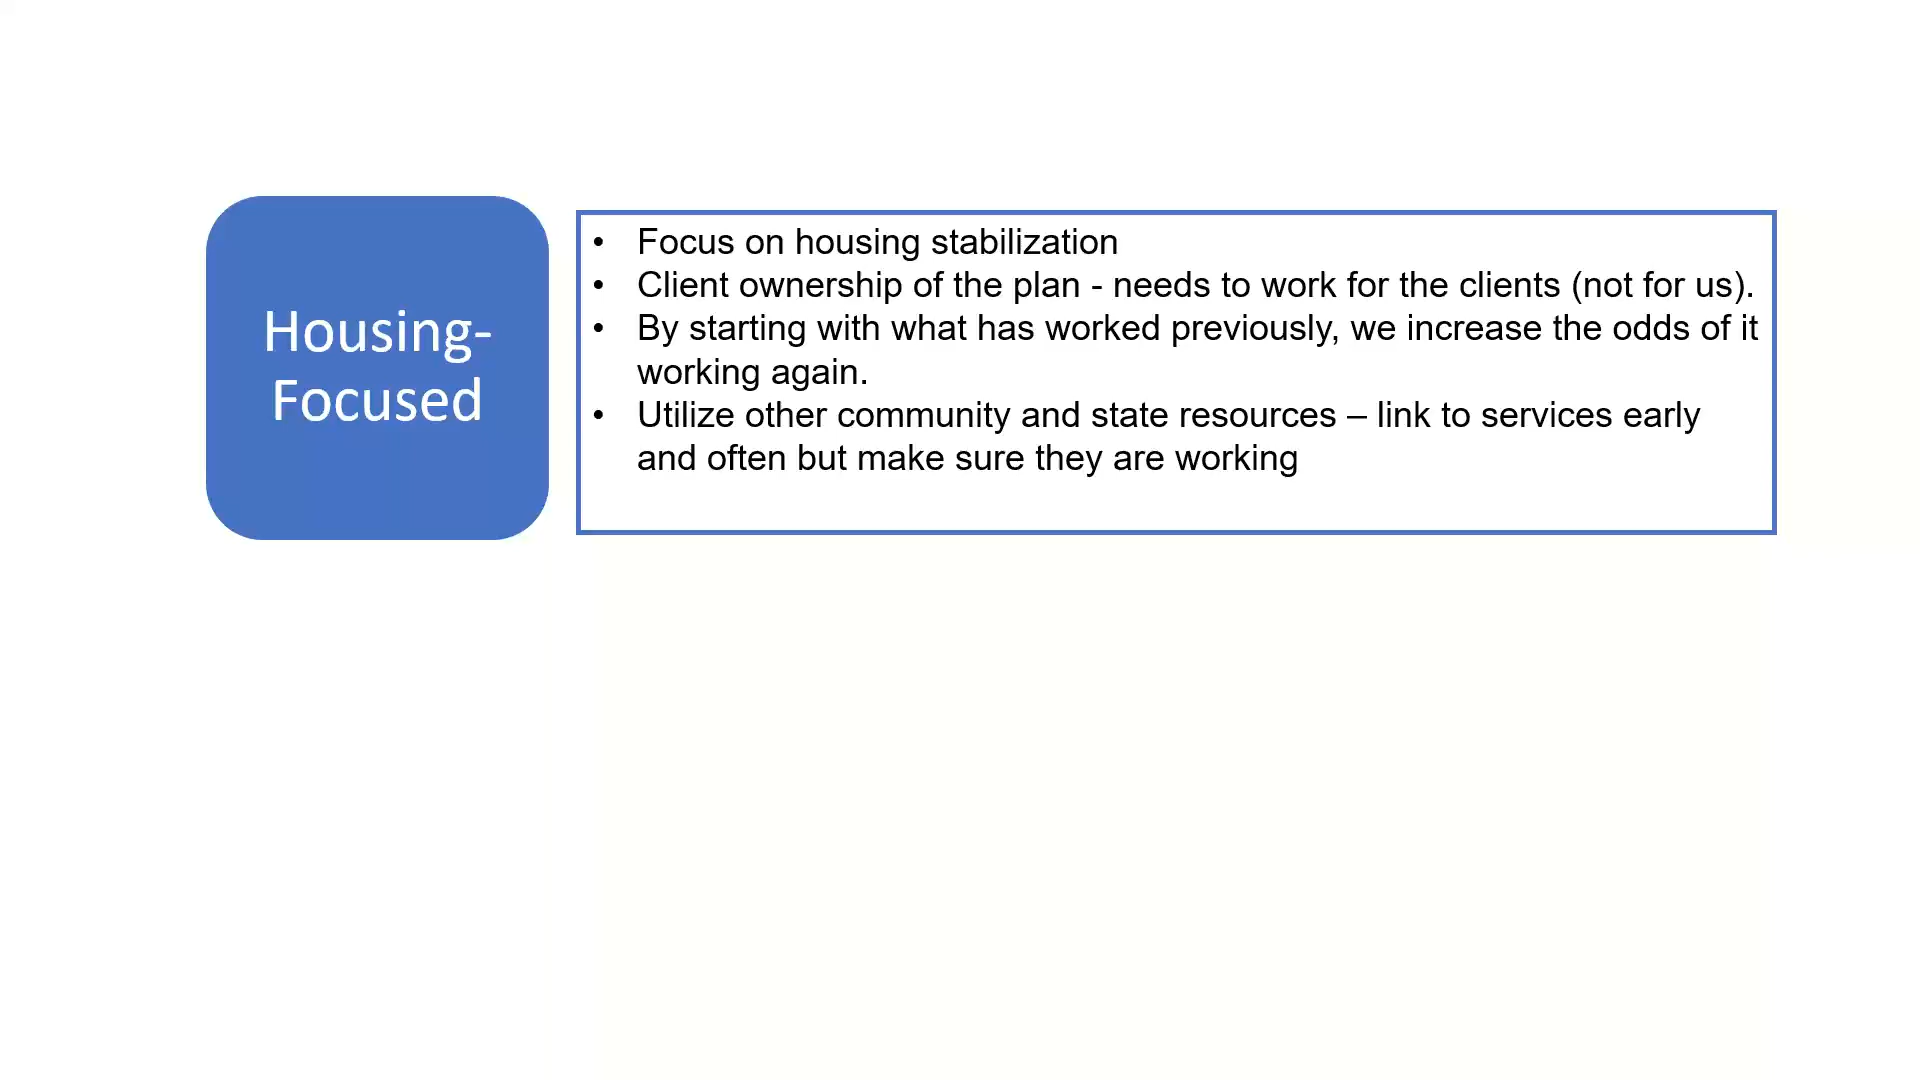 Housing-
Focused
• Focus on housing stabilization
• Client ownership of the plan - needs to work for the clients (not for us).
• By starting with what has worked previously, we increase the odds of it
working again.
• Utilize other community and state resources – link to services early
and often but make sure they are working